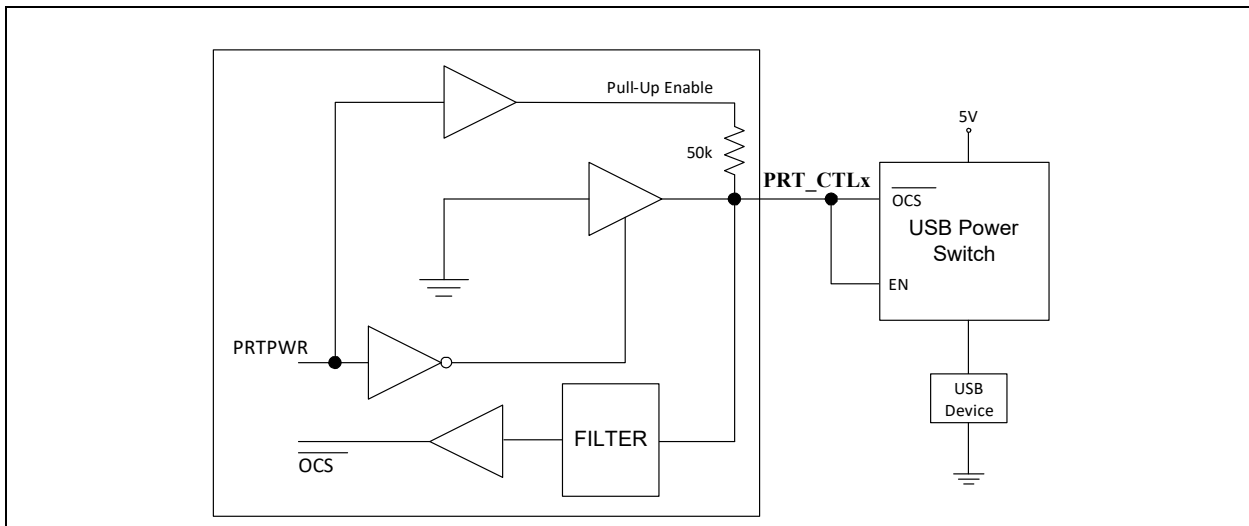 Pull-Up Enable
5V
50k
PRT_CTLx
OCS
USB Power
Switch
EN
PRTPWR
USB
Device
FILTER
OCS